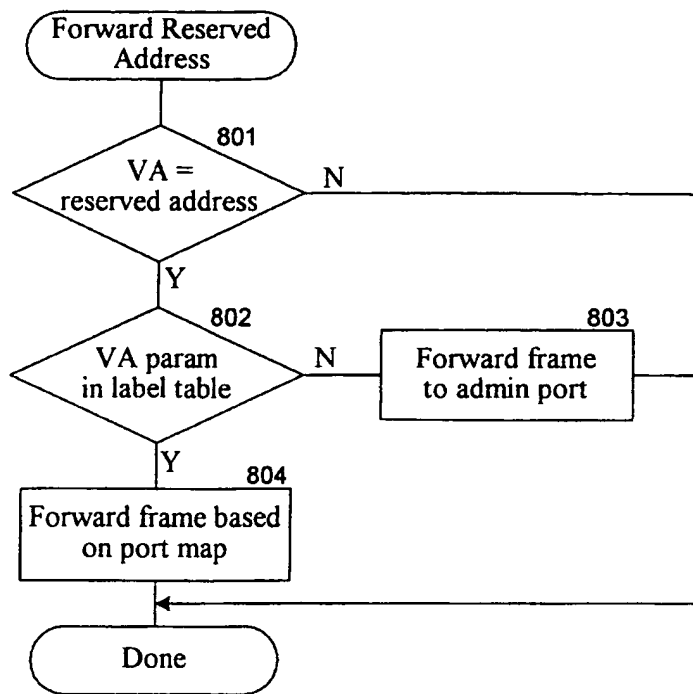 Forward Reserved
Address
801
VA =
reserved address
N
Y
802
VA param
in label table
N
803
Forward frame
to admin port
Y
804
Forward frame based
on port map
Done